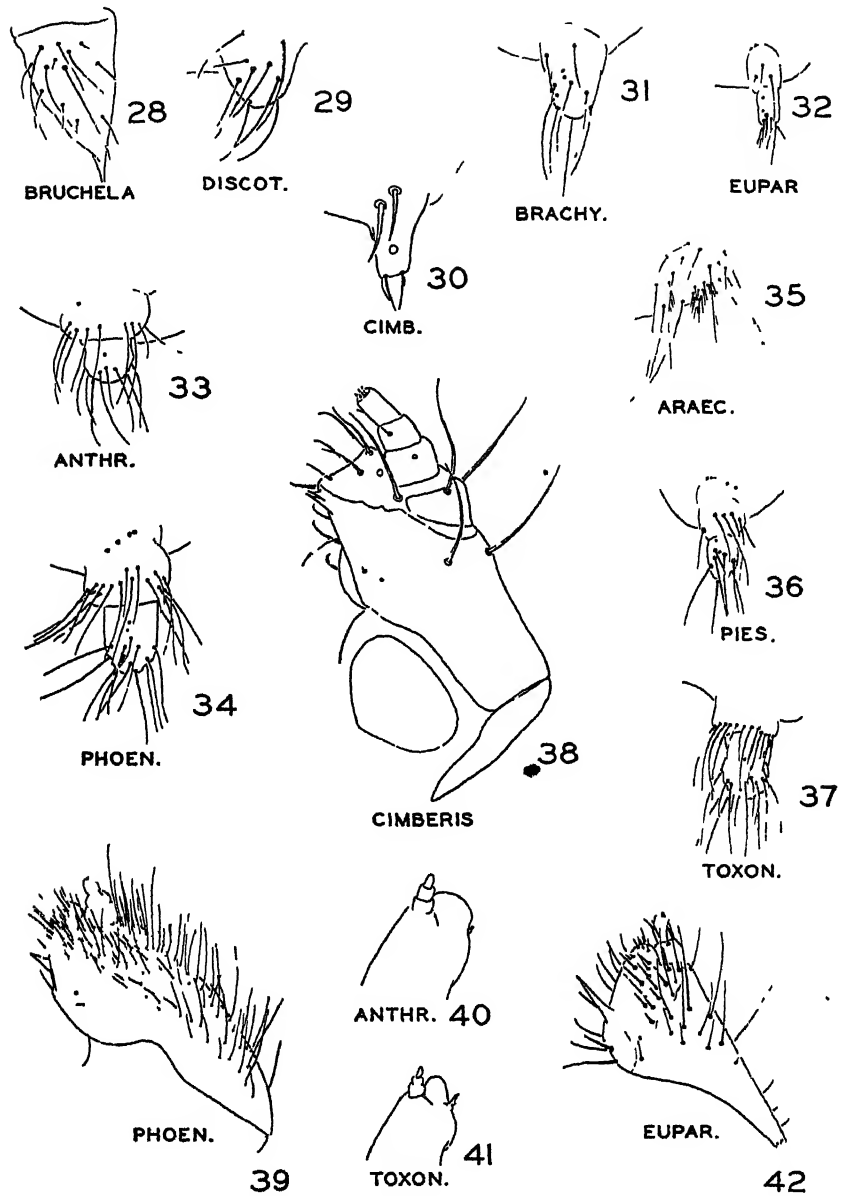 28
BRUCHELA
29
DISCOT.
31
BRACHY.
32
EUPAR
30
CIMB.
33
ANTHR.
35
ARAEC.
34
PHOEN.
36
PIES.
38
CIMBERIS
37
TOXON.
PHOEN.
39
ANTHR. 40
41
TOXON.
EUPAR.
42